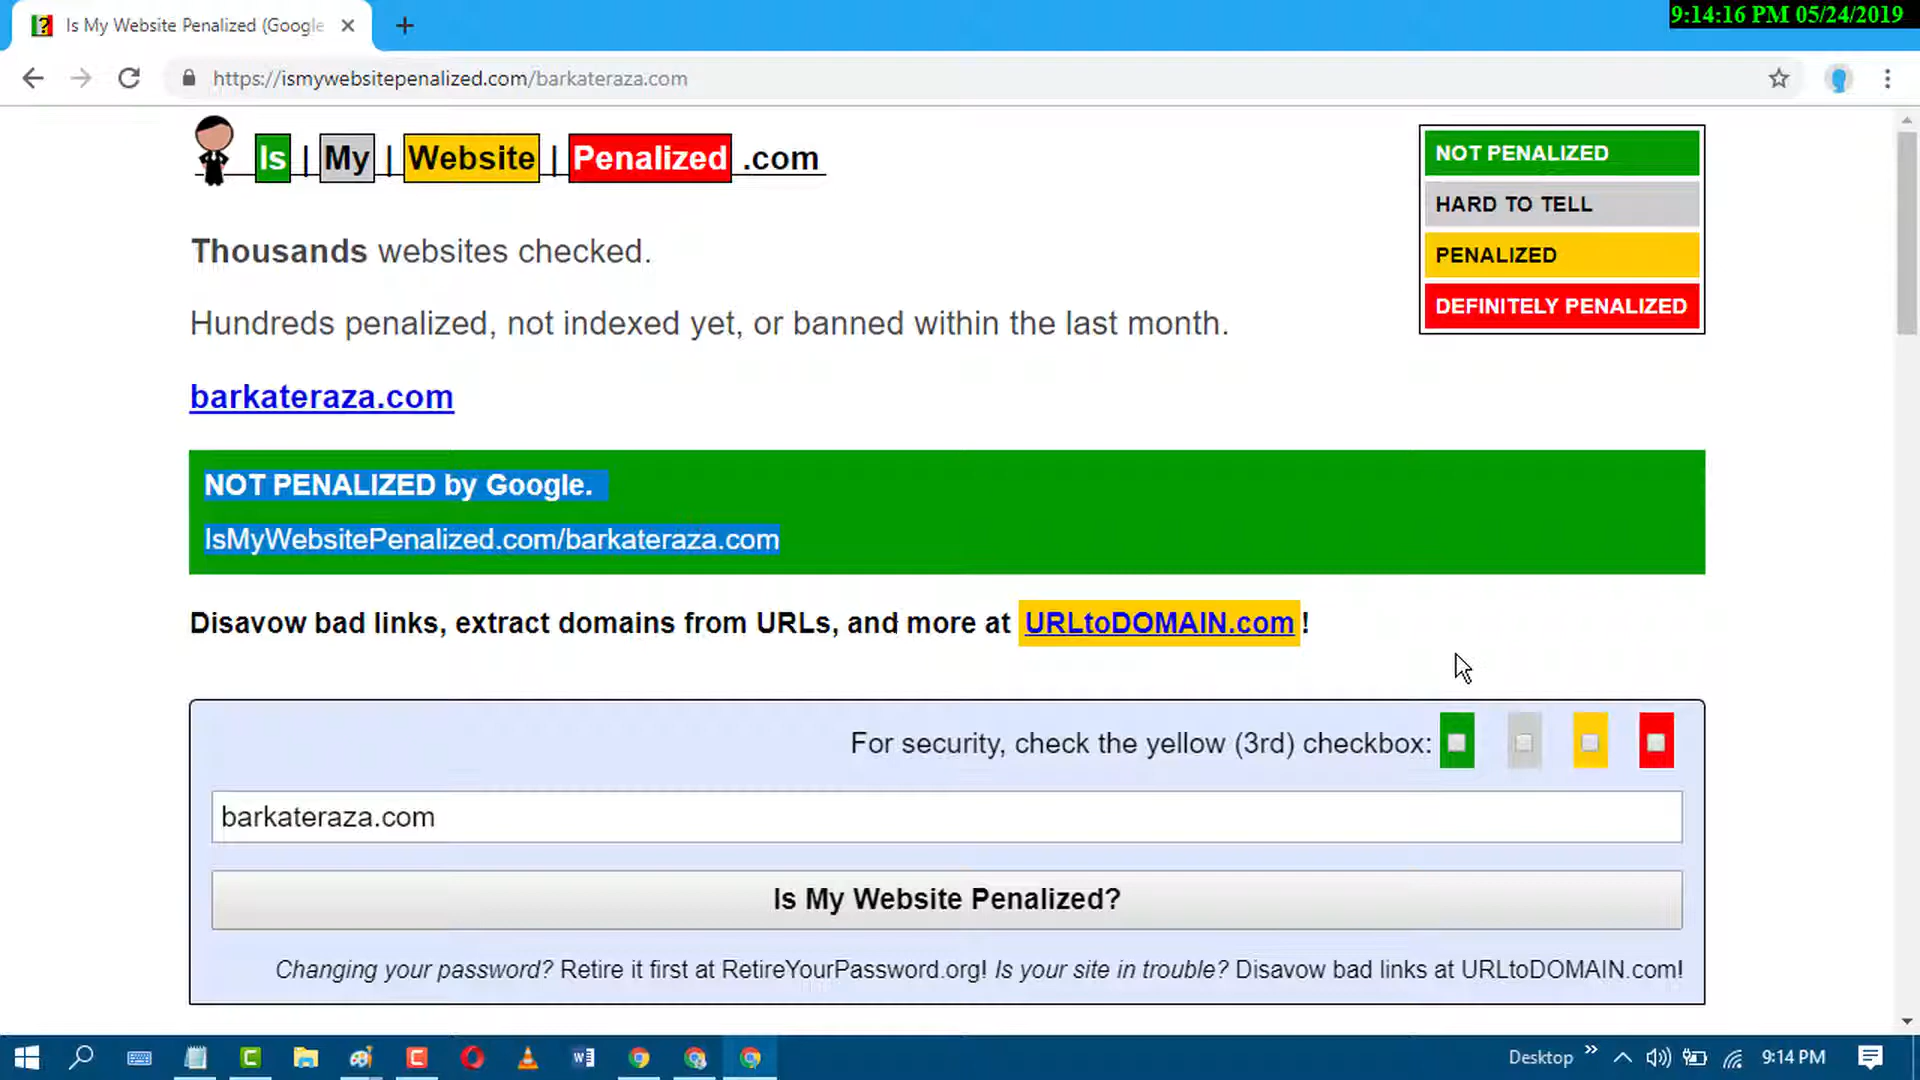 9:14:16 PM 05/24/2019
Is My Website Penalized (Google
https://ismywebsitepenalized.com/barkateraza.com
Is | My | Website | Penalized .com
NOT PENALIZED
HARD TO TELL
PENALIZED
DEFINITELY PENALIZED
Thousands websites checked.
Hundreds penalized, not indexed yet, or banned within the last month.
barkateraza.com
NOT PENALIZED by Google.
IsMyWebsitePenalized.com/barkateraza.com
Disavow bad links, extract domains from URLs, and more at URLtoDOMAIN.com !
For security, check the yellow (3rd) checkbox:
barkateraza.com
Is My Website Penalized?
Changing your password? Retire it first at RetireYourPassword.org! Is your site in trouble? Disavow bad links at URLtoDOMAIN.com!
Desktop
9:14 PM